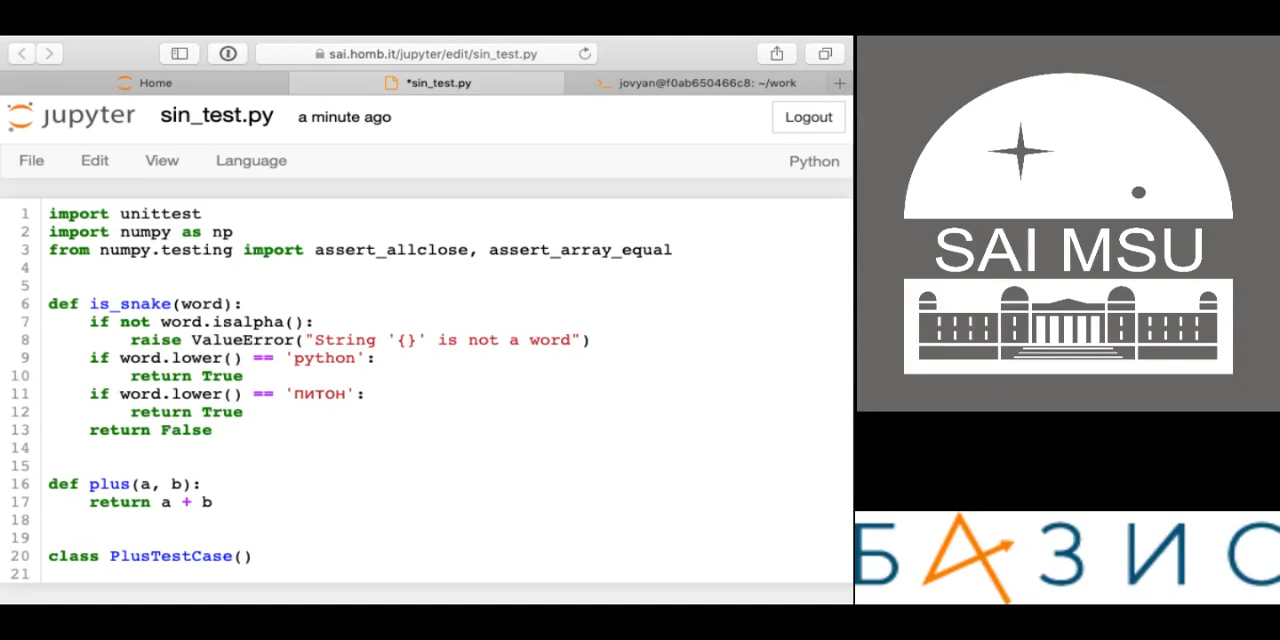 sai.homb.it/jupyter/edit/sin_test.py
Home
*sin_test.py
jovyan@f0ab650466c8: ~/work
jupyter sin_test.py a minute ago Logout
File Edit View Language Python
1 import unittest
2 import numpy as np
3 from numpy.testing import assert_allclose, assert_array_equal
4
5
6 def is_snake(word):
7     if not word.isalpha():
8         raise ValueError("String '{}' is not a word")
9     if word.lower() == 'python':
10         return True
11     if word.lower() == 'питон':
12         return True
13     return False
14
15
16 def plus(a, b):
17     return a + b
18
19
20 class PlusTestCase()
21
SAI MSU
БАЗИС